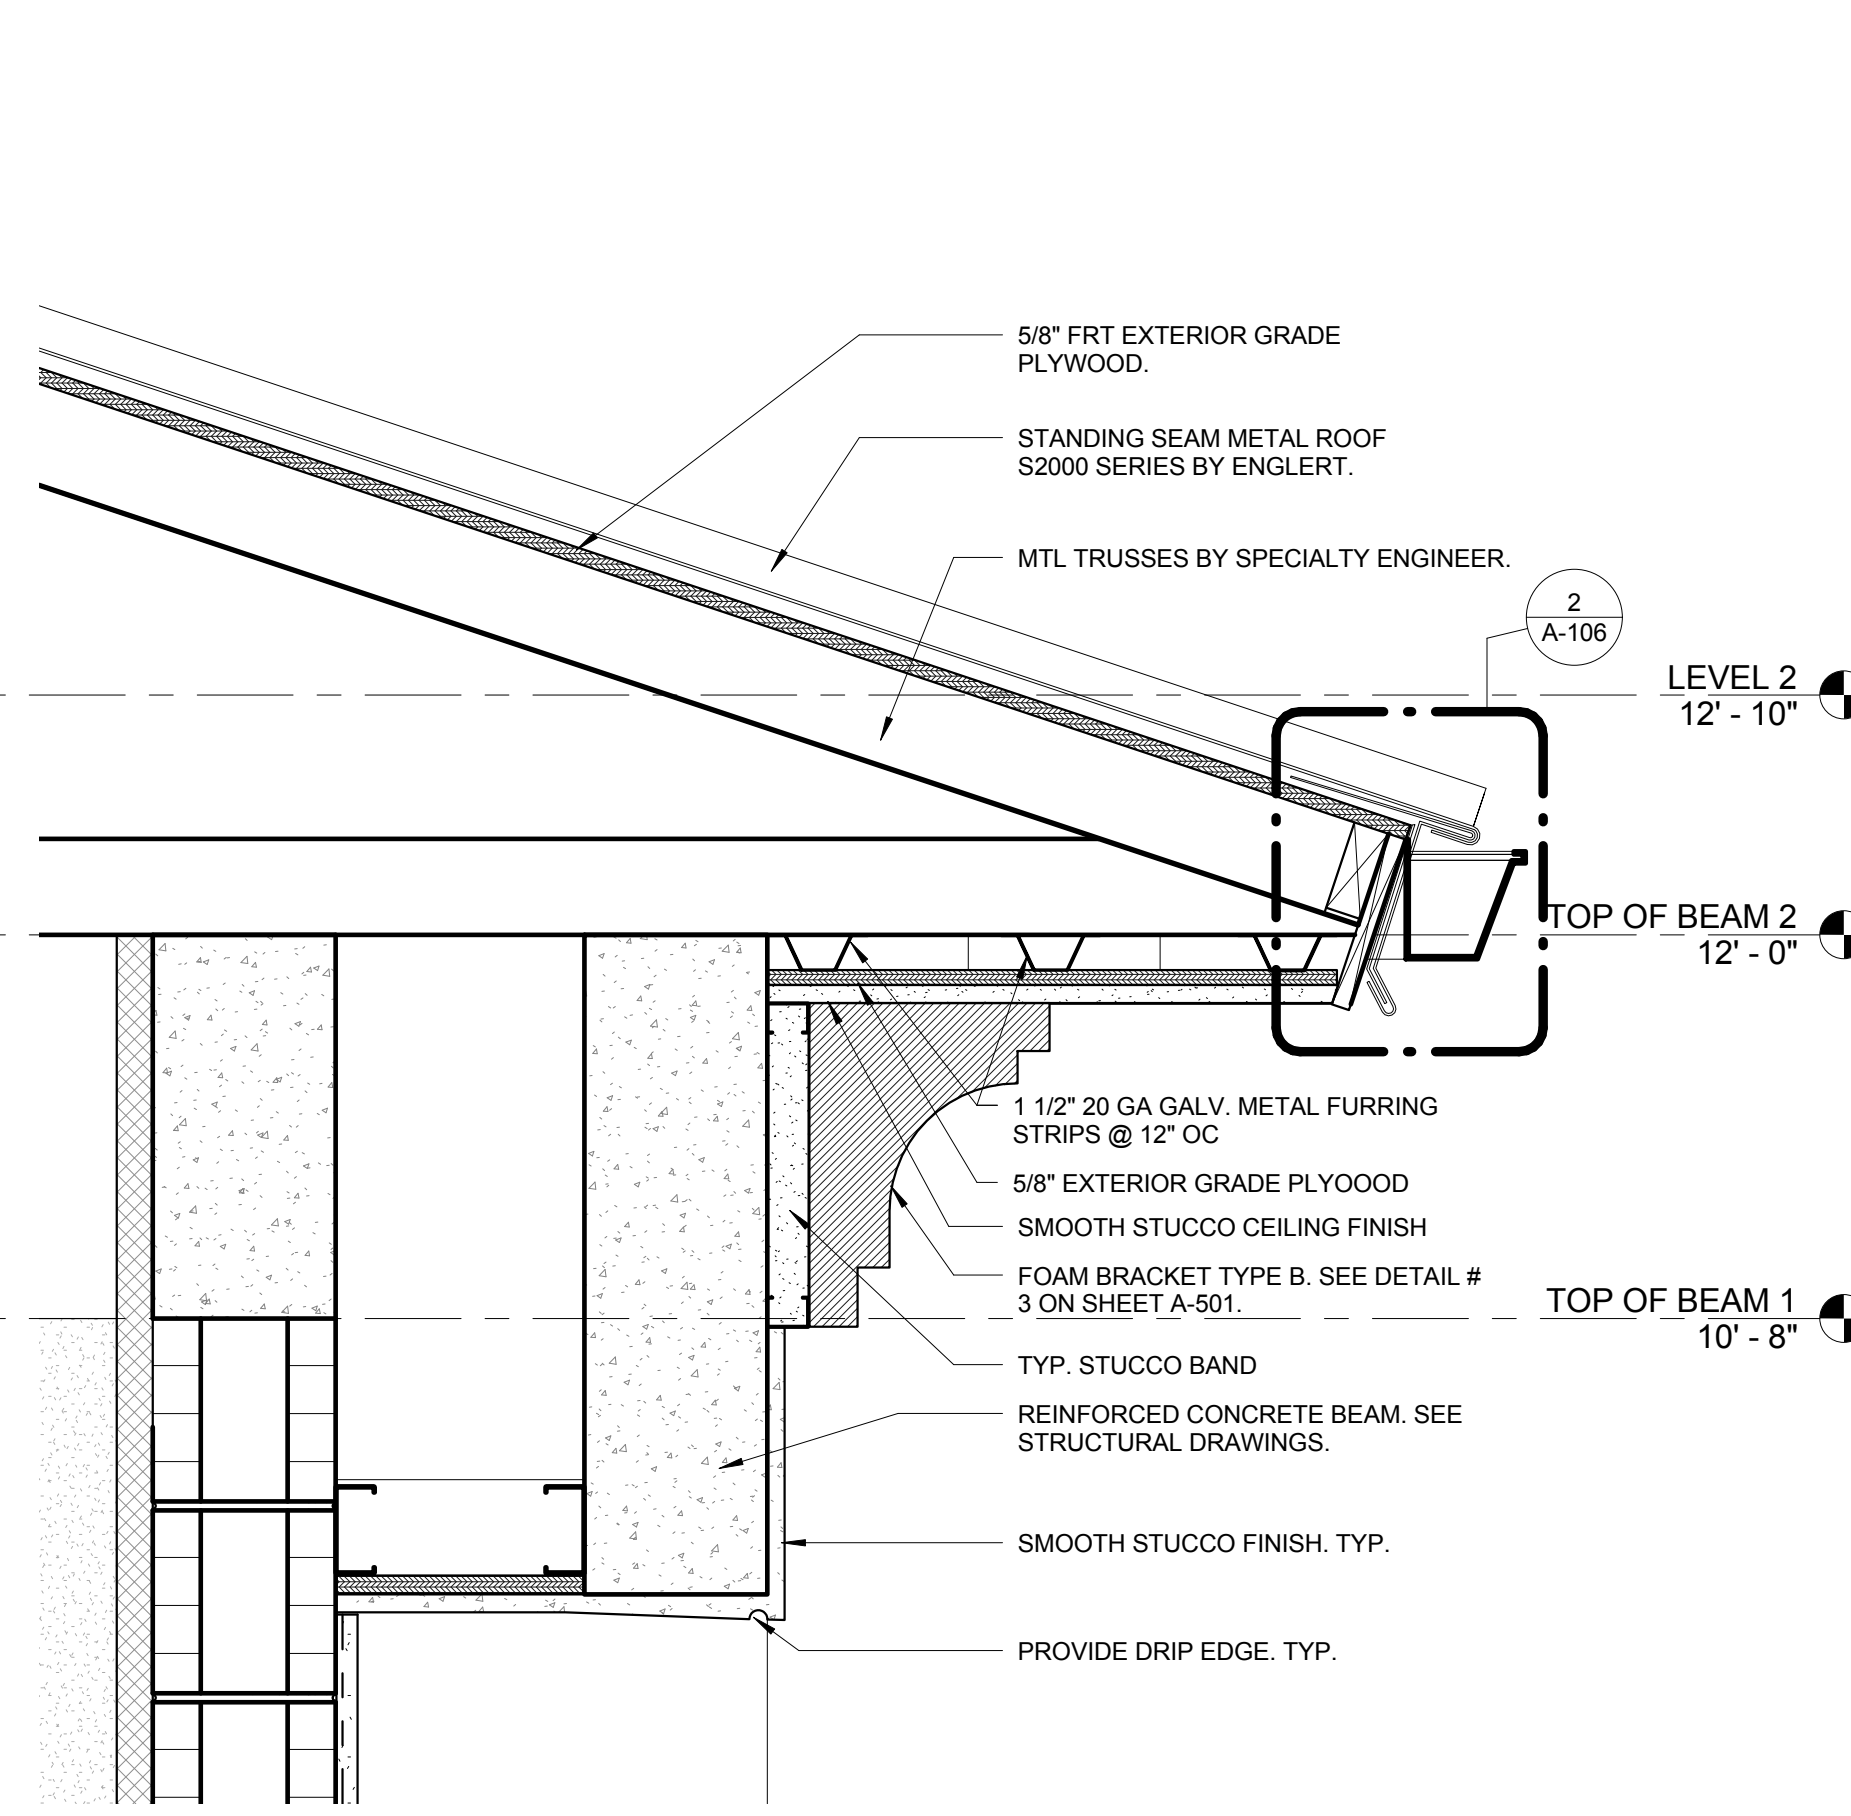 5/8" FRT EXTERIOR GRADE
PLYWOOD.
STANDING SEAM METAL ROOF
S2000 SERIES BY ENGLERT.
MTL TRUSSES BY SPECIALTY ENGINEER.
2
A-106
LEVEL 2
12' - 10"
TOP OF BEAM 2
12' - 0"
1 1/2" 20 GA GALV. METAL FURRING
STRIPS @ 12" OC
5/8" EXTERIOR GRADE PLYOOOD
SMOOTH STUCCO CEILING FINISH
FOAM BRACKET TYPE B. SEE DETAIL #
3 ON SHEET A-501.
TOP OF BEAM 1
10' - 8"
TYP. STUCCO BAND
REINFORCED CONCRETE BEAM. SEE
STRUCTURAL DRAWINGS.
SMOOTH STUCCO FINISH. TYP.
PROVIDE DRIP EDGE. TYP.